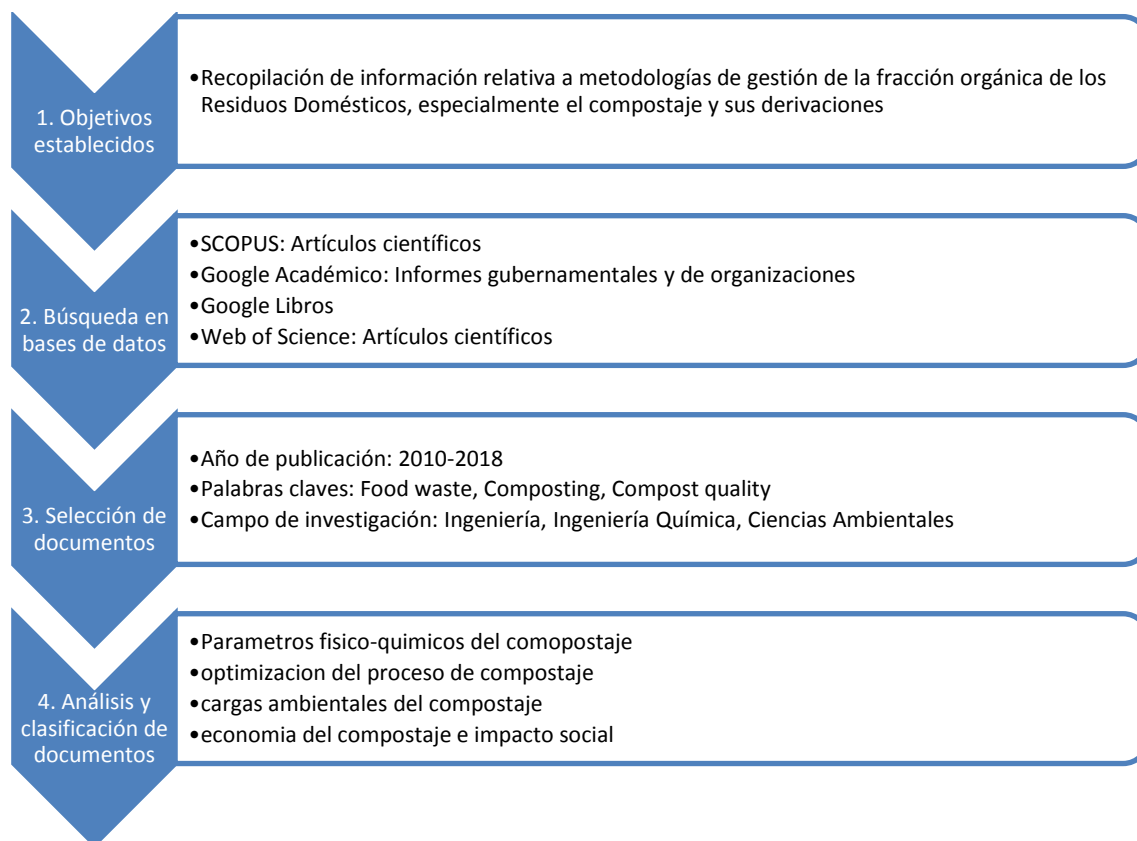 1. Objetivos
establecidos
•Recopilación de información relativa a metodologías de gestión de la fracción orgánica de los
Residuos Domésticos, especialmente el compostaje y sus derivaciones
2. Búsqueda en
bases de datos
•SCOPUS: Artículos científicos
•Google Académico: Informes gubernamentales y de organizaciones
•Google Libros
•Web of Science: Artículos científicos
3. Selección de
documentos
•Año de publicación: 2010-2018
•Palabras claves: Food waste, Composting, Compost quality
•Campo de investigación: Ingeniería, Ingeniería Química, Ciencias Ambientales
4. Análisis y
clasificación de
documentos
•Parametros fisico-quimicos del comopostaje
•optimizacion del proceso de compostaje
•cargas ambientales del compostaje
•economia del compostaje e impacto social